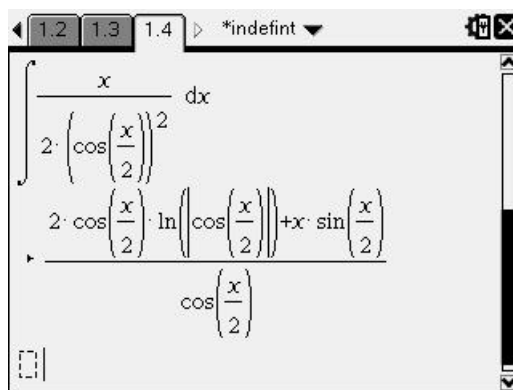 1.2 1.3 1.4 *indefint
∫ x / (2·(cos(x/2))^2) dx
▸ (2·cos(x/2)·ln(|cos(x/2)|)+x·sin(x/2)) / cos(x/2)